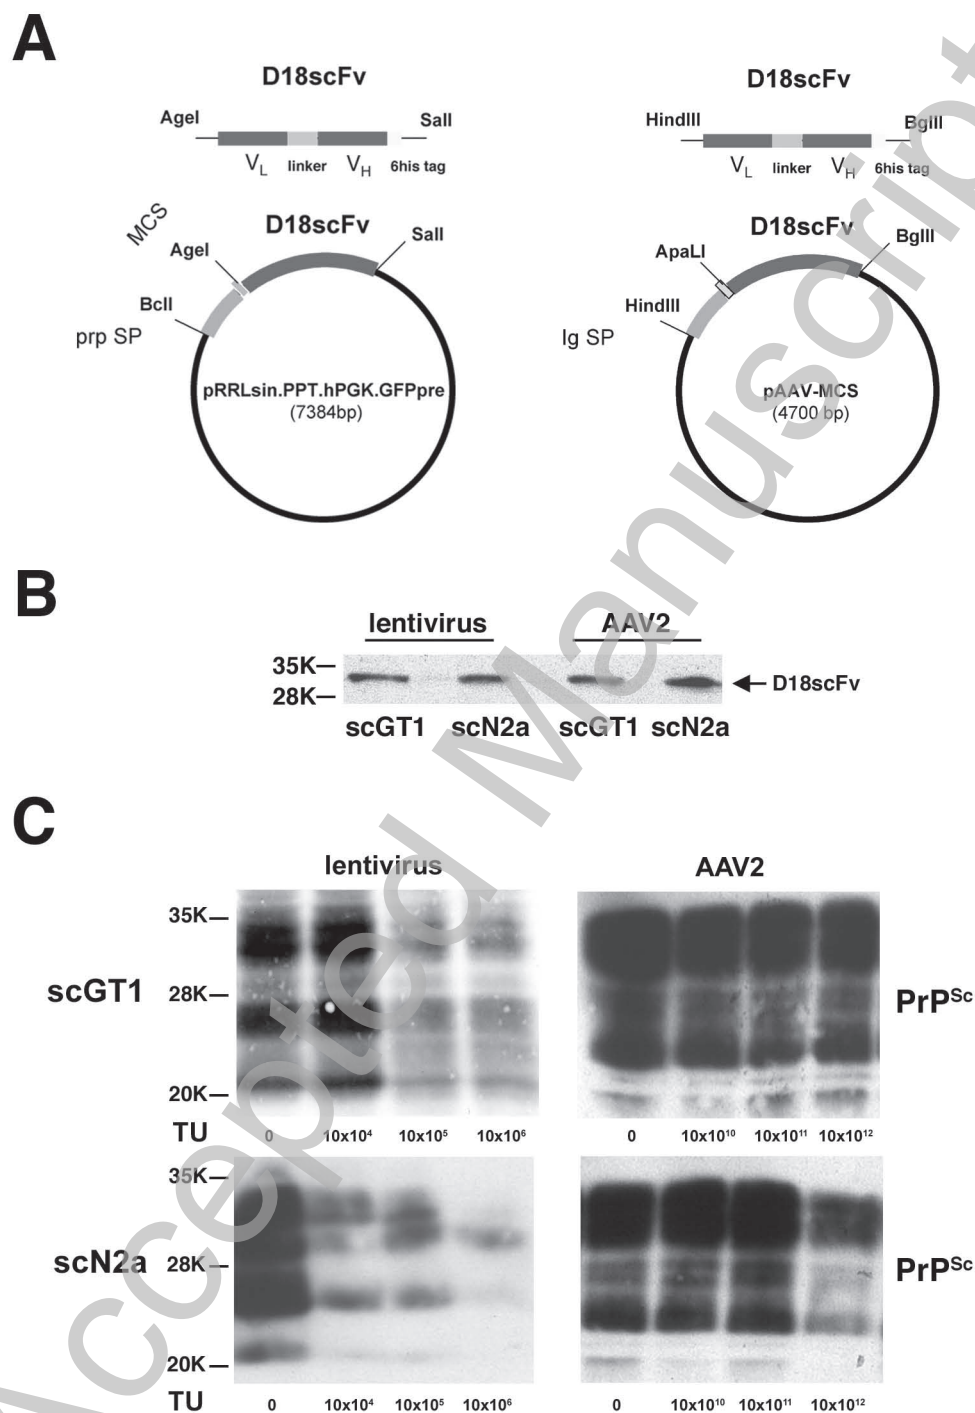 A
D18scFv
AgeI
SalI
VL linker VH 6his tag
MCS
D18scFv
AgeI
SalI
BclI
prp SP
pRRLsin.PPT.hPGK.GFPpre
(7384bp)
D18scFv
HindIII
BglII
VL linker VH 6his tag
D18scFv
ApaLI
BglII
HindIII
Ig SP
pAAV-MCS
(4700 bp)
B
lentivirus AAV2
35K
28K
D18scFv
scGT1 scN2a scGT1 scN2a
C
lentivirus AAV2
35K
scGT1
28K
20K
PrPSc
TU 0 10x10⁴ 10x10⁵ 10x10⁶ 0 10x10¹⁰ 10x10¹¹ 10x10¹²
35K
scN2a
28K
20K
PrPSc
TU 0 10x10⁴ 10x10⁵ 10x10⁶ 0 10x10¹⁰ 10x10¹¹ 10x10¹²
Accepted Manuscript